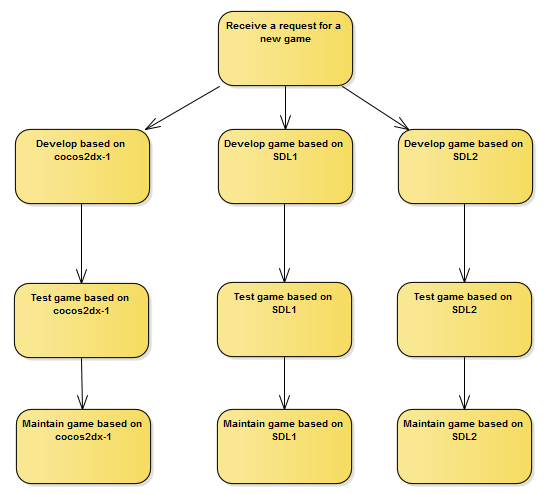 Receive a request for a
new game
Develop based on
cocos2dx-1
Develop game based on
SDL1
Develop game based on
SDL2
Test game based on
cocos2dx-1
Test game based on
SDL1
Test game based on
SDL2
Maintain game based on
cocos2dx-1
Maintain game based on
SDL1
Maintain game based on
SDL2